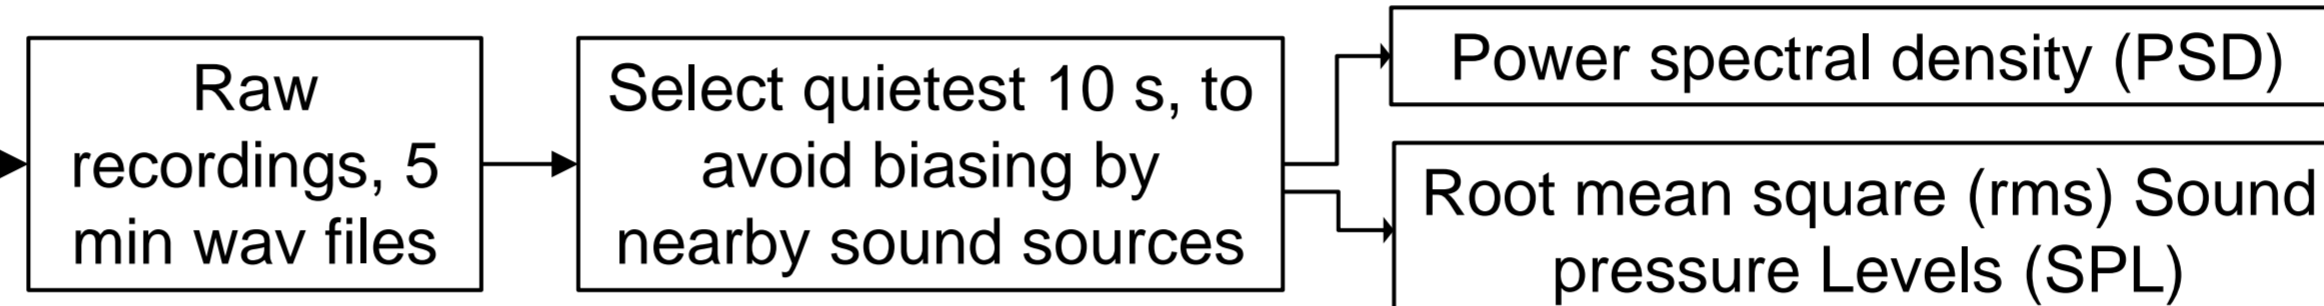 Raw
recordings, 5
min wav files
Select quietest 10 s, to
avoid biasing by
nearby sound sources
Power spectral density (PSD)
Root mean square (rms) Sound
pressure Levels (SPL)